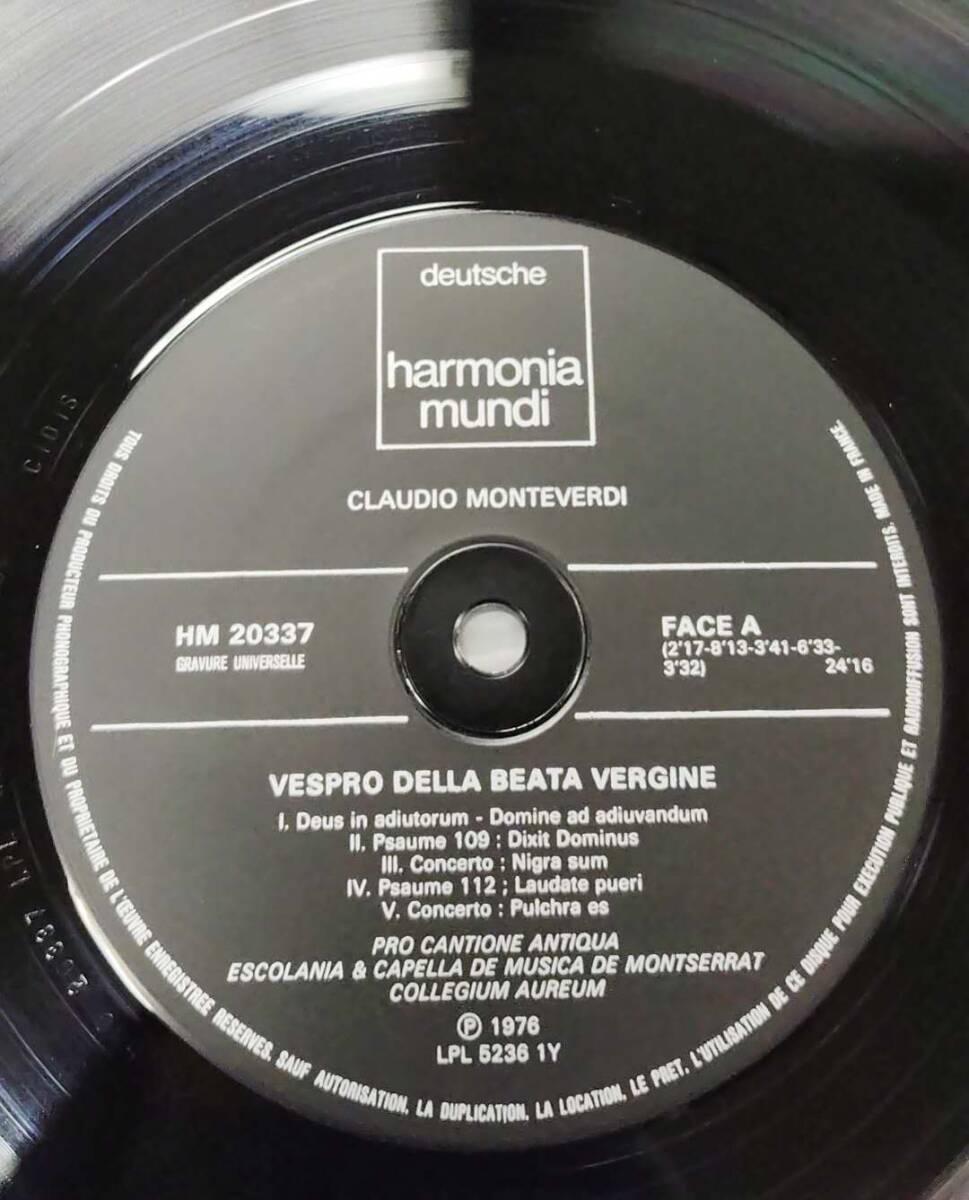 deutsche
harmonia
mundi
CLAUDIO MONTEVERDI
HM 20337
GRAVURE UNIVERSELLE
FACE A
(2'17-8'13-3'41-6'33-
3'32) 24'16
VESPRO DELLA BEATA VERGINE
I. Deus in adiutorum - Domine ad adiuvandum
II. Psaume 109 : Dixit Dominus
III. Concerto : Nigra sum
IV. Psaume 112 ; Laudate pueri
V. Concerto : Pulchra es
PRO CANTIONE ANTIQUA
ESCOLANIA & CAPELLA DE MUSICA DE MONTSERRAT
COLLEGIUM AUREUM
℗ 1976
LPL 5236 1Y
TOUS DROITS DU PRODUCTEUR PHONOGRAPHIQUE ET DU PROPRIETAIRE DE L'ŒUVRE ENREGISTREE RESERVES. SAUF AUTORISATION, LA DUPLICATION, LA LOCATION, LE PRET, L'UTILISATION DE CE DISQUE POUR EXECUTION PUBLIQUE ET RADIODIFFUSION SONT INTERDITS. MADE IN FRANCE.
CIDIS